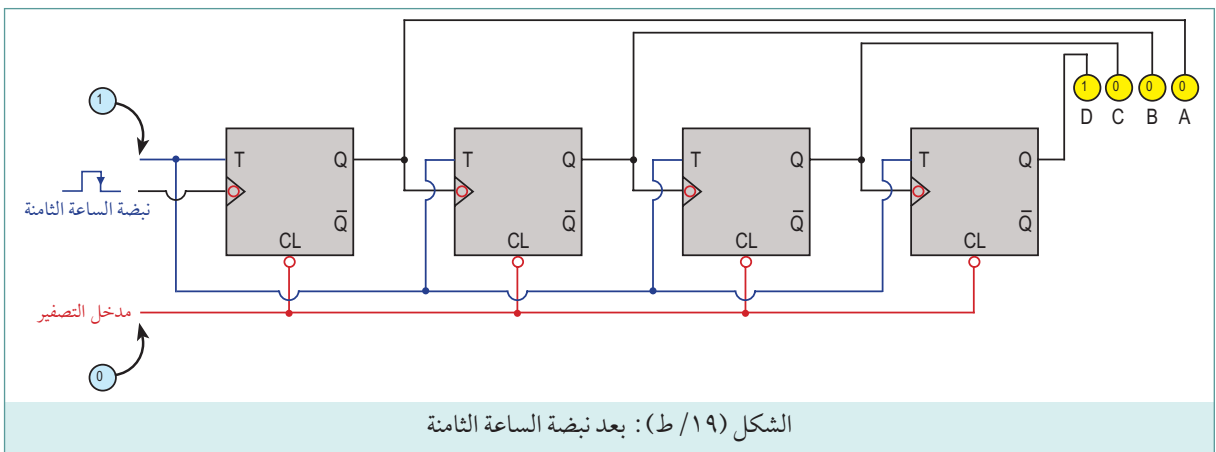 1 0 0 0
D C B A
1
T Q T Q T Q T Q
نبضة الساعة الثامنة
Q̄ Q̄ Q̄ Q̄
CL CL CL CL
مدخل التصفير
0
الشكل (١٩/ ط): بعد نبضة الساعة الثامنة